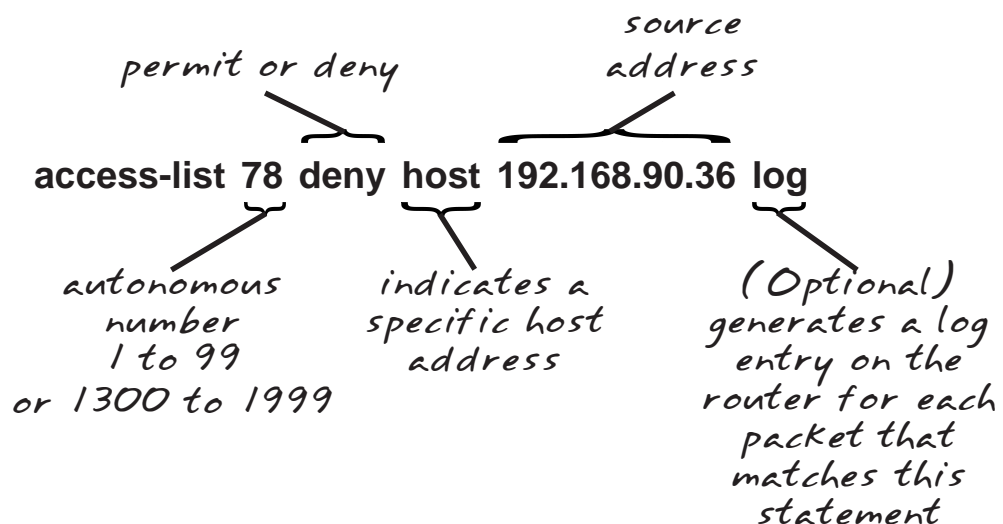 source
address
permit or deny
access-list 78 deny host 192.168.90.36 log
autonomous
number
1 to 99
or 1300 to 1999
indicates a
specific host
address
(Optional)
generates a log
entry on the
router for each
packet that
matches this
statement